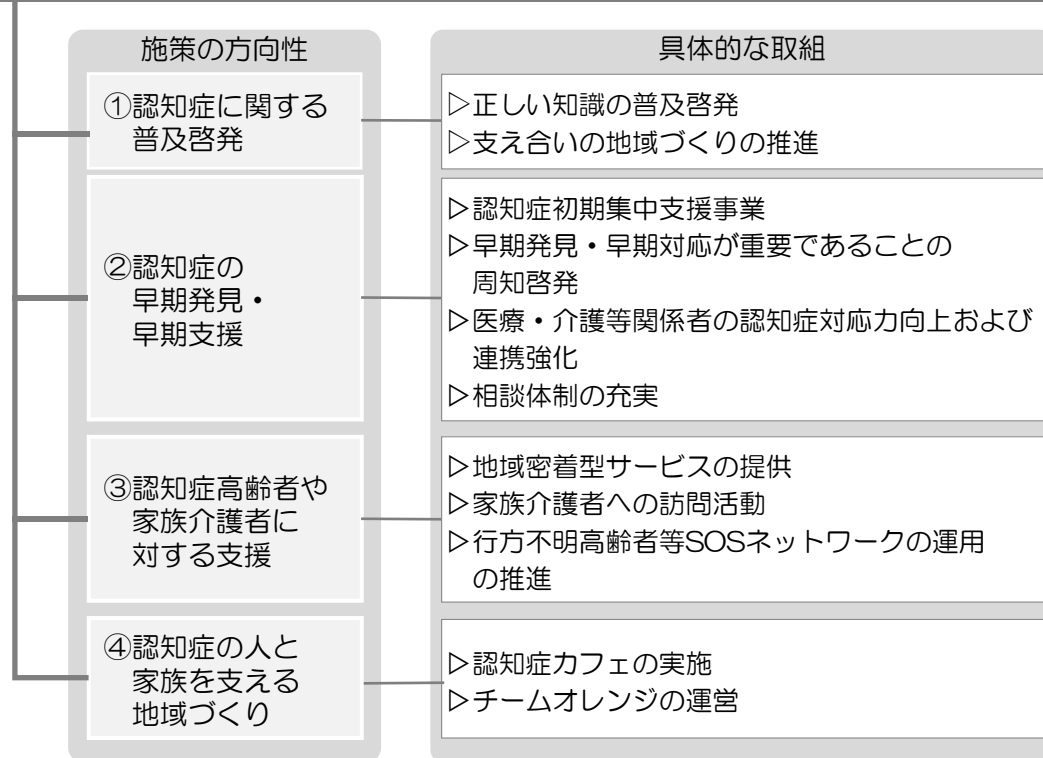 施策の方向性
具体的な取組
①認知症に関する
普及啓発
▷正しい知識の普及啓発
▷支え合いの地域づくりの推進
②認知症の
早期発見・
早期支援
▷認知症初期集中支援事業
▷早期発見・早期対応が重要であることの
周知啓発
▷医療・介護等関係者の認知症対応力向上および
連携強化
▷相談体制の充実
③認知症高齢者や
家族介護者に
対する支援
▷地域密着型サービスの提供
▷家族介護者への訪問活動
▷行方不明高齢者等SOSネットワークの運用
の推進
④認知症の人と
家族を支える
地域づくり
▷認知症カフェの実施
▷チームオレンジの運営